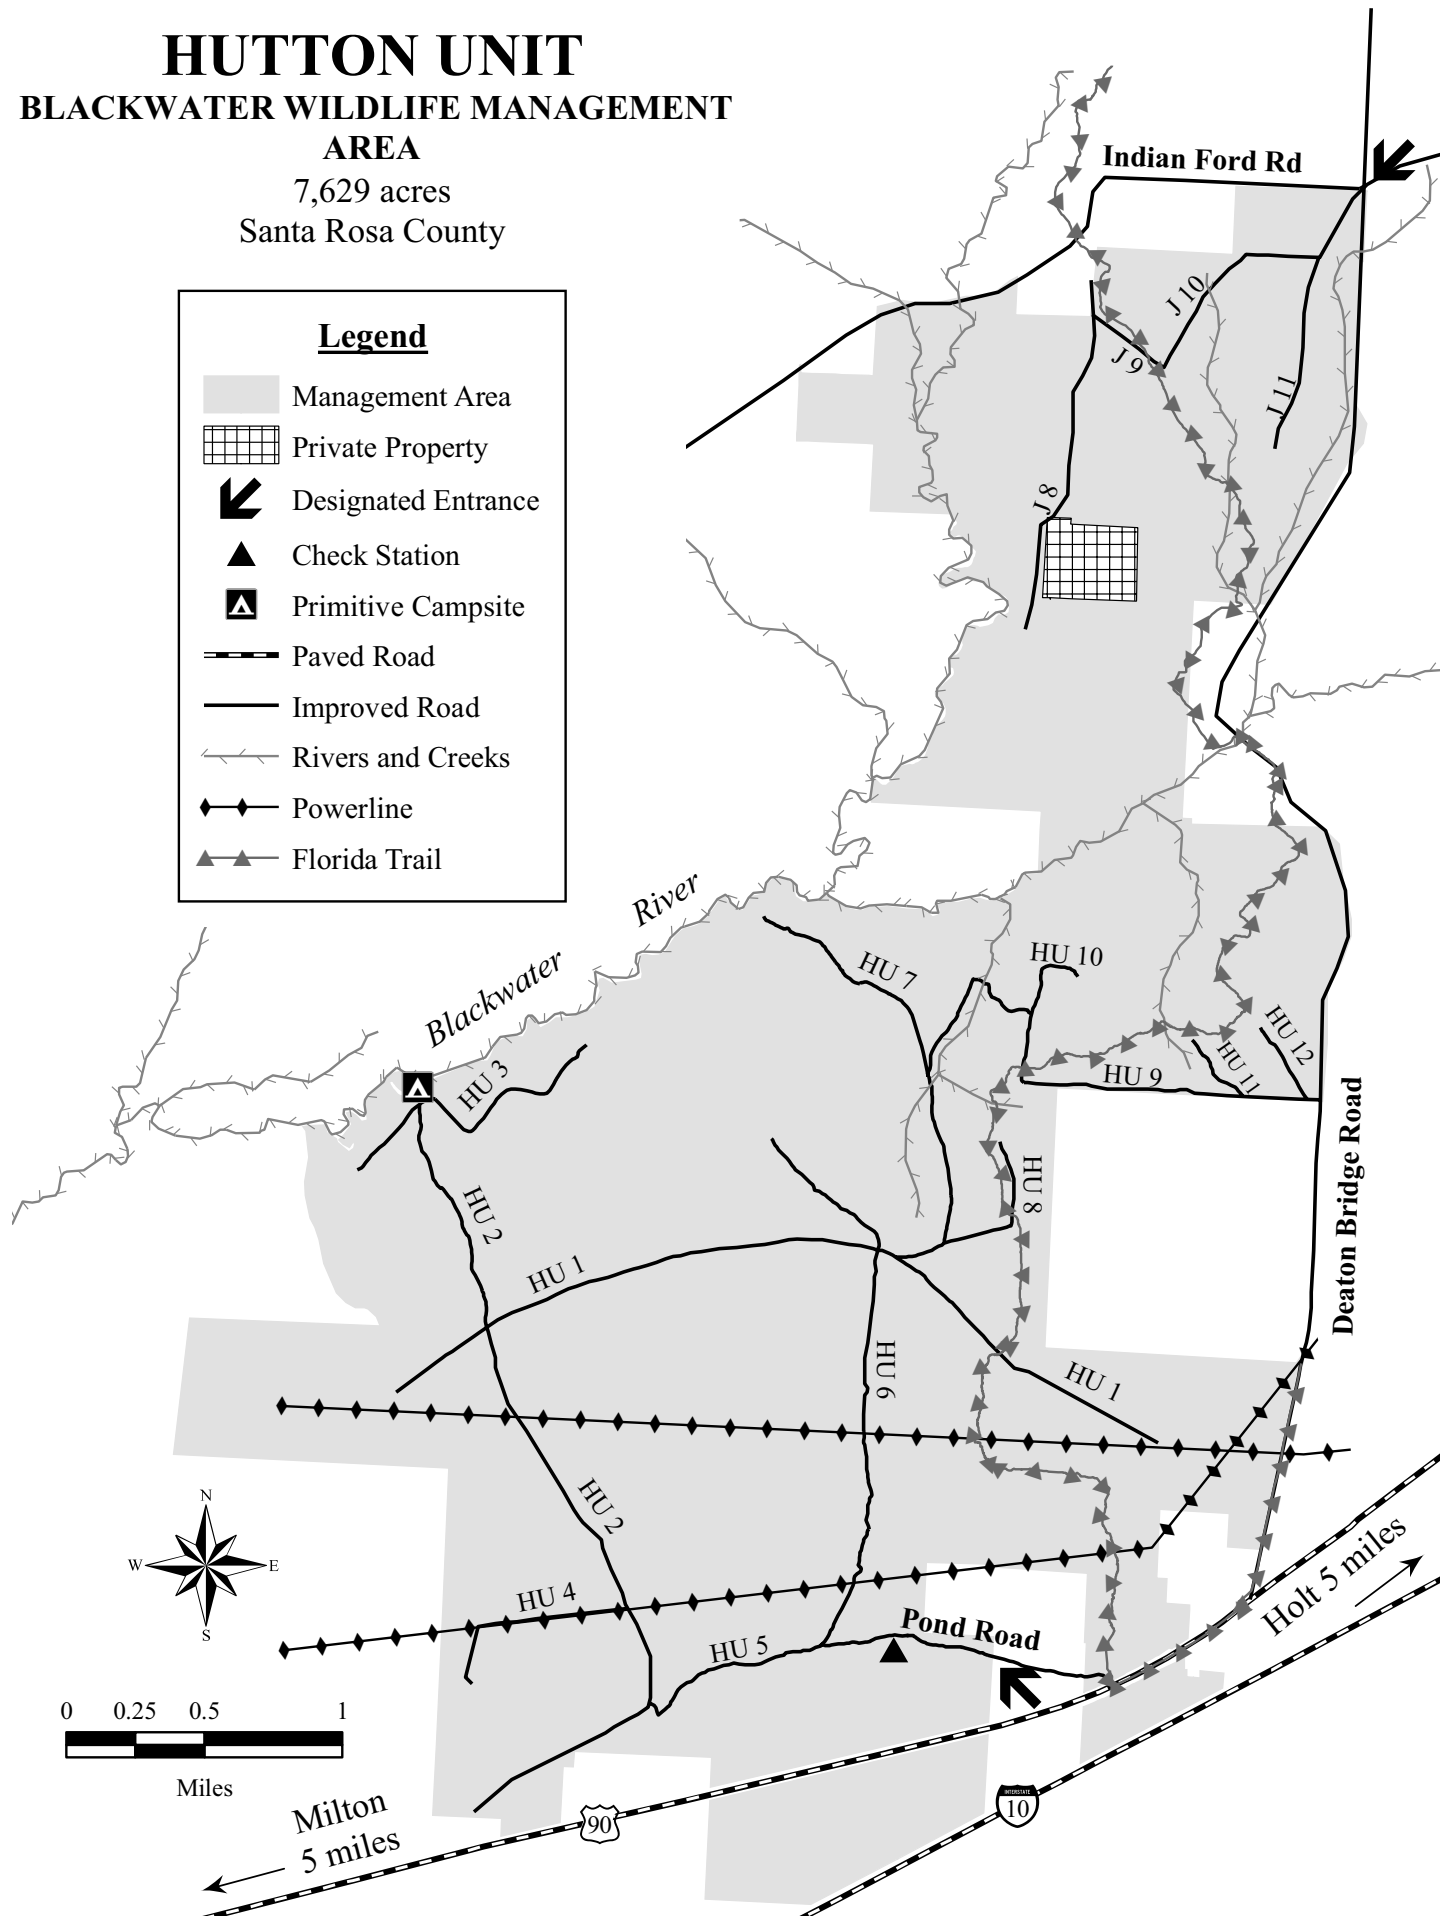 HUTTON UNIT
BLACKWATER WILDLIFE MANAGEMENT
AREA
7,629 acres
Santa Rosa County
Legend
Management Area
Private Property
Designated Entrance
Check Station
Primitive Campsite
Paved Road
Improved Road
Rivers and Creeks
Powerline
Florida Trail
Indian Ford Rd
J 10
J 9
J 11
J 8
Blackwater River
HU 7
HU 10
HU 12
HU 11
HU 9
HU 3
HU 8
HU 2
HU 1
Deaton Bridge Road
HU 6
HU 1
HU 2
HU 4
HU 5
Pond Road
Holt 5 miles
N
W
E
S
0 0.25 0.5 1
Miles
Milton
5 miles
90
INTERSTATE
10